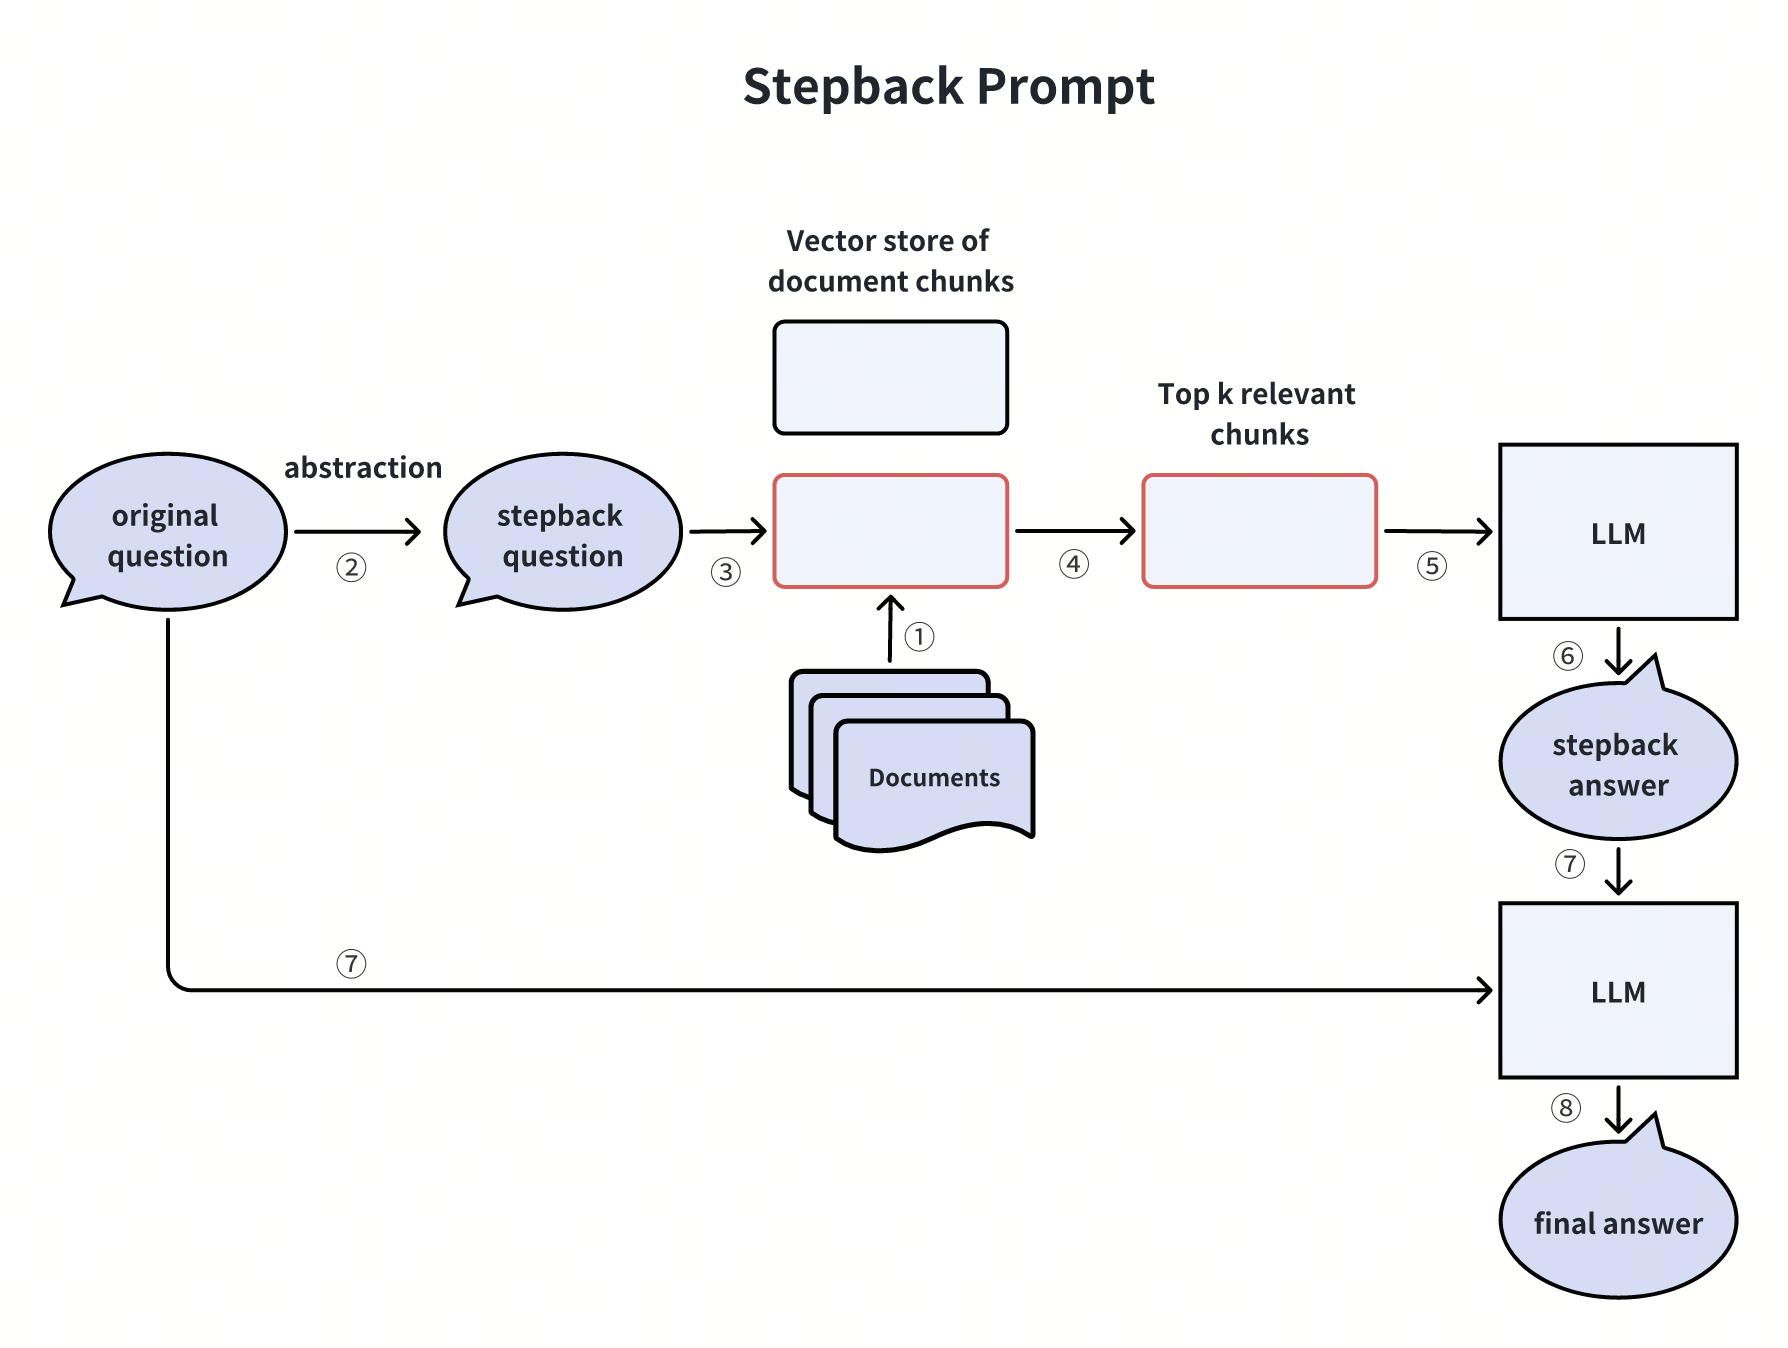 Stepback Prompt
Vector store of
document chunks
Top k relevant
chunks
abstraction
original
question
②
stepback
question
③
④
⑤
LLM
①
⑥
Documents
stepback
answer
⑦
⑦
LLM
⑧
final answer